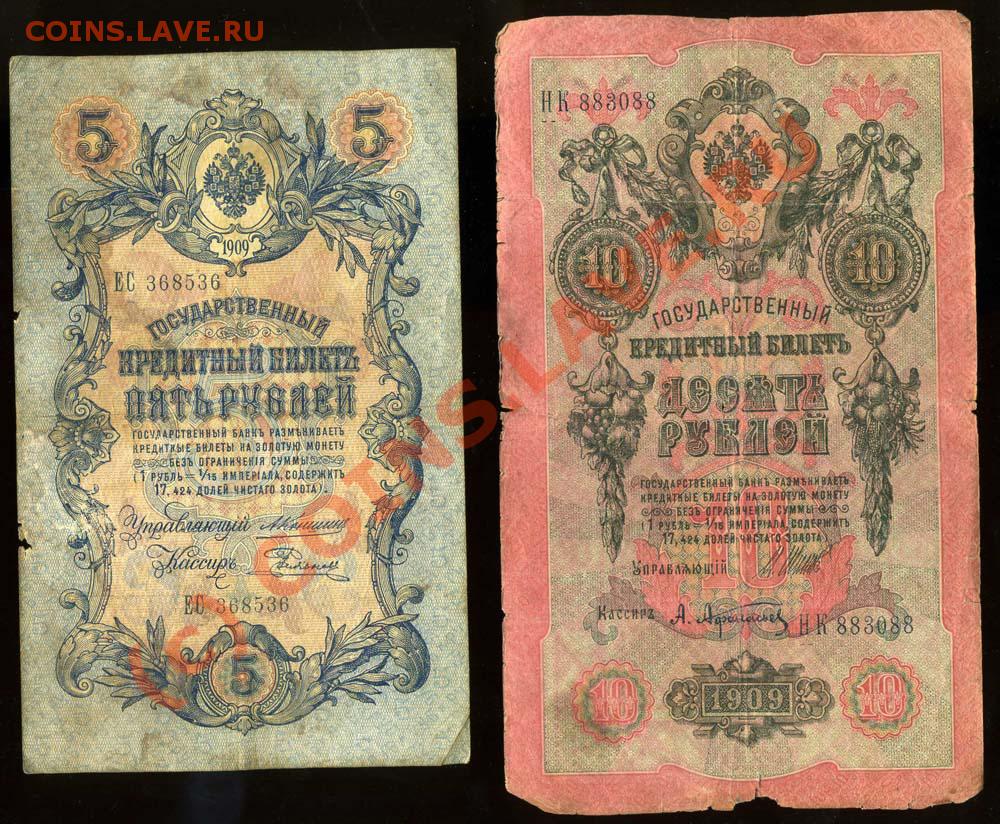 COINS.LAVE.RU
5 5
1909
ЕС 368536
ГОСУДАРСТВЕННЫЙ
КРЕДИТНЫЙ БИЛЕТЪ
ПЯТЬ РУБЛЕЙ
ГОСУДАРСТВЕННЫЙ БАНКЪ РАЗМѢНИВАЕТЪ
КРЕДИТНЫЕ БИЛЕТЫ НА ЗОЛОТУЮ МОНЕТУ
БЕЗЪ ОГРАНИЧЕНІЯ СУММЫ
(1 РУБЛЬ = 1/15 ИМПЕРІАЛА, СОДЕРЖИТЪ
17,424 ДОЛЕЙ ЧИСТАГО ЗОЛОТА).
Управляющій
Кассиръ
ЕС 368536
5
НК 883088
10 10
ГОСУДАРСТВЕННЫЙ
КРЕДИТНЫЙ БИЛЕТЪ
ДЕСЯТЬ
РУБЛЕЙ
ГОСУДАРСТВЕННЫЙ БАНКЪ РАЗМѢНИВАЕТЪ
КРЕДИТНЫЕ БИЛЕТЫ НА ЗОЛОТУЮ МОНЕТУ
БЕЗЪ ОГРАНИЧЕНІЯ СУММЫ
(1 РУБЛЬ = 1/15 ИМПЕРІАЛА, СОДЕРЖИТЪ
17,424 ДОЛЕЙ ЧИСТАГО ЗОЛОТА)
10
УПРАВЛЯЮЩІЙ
Кассиръ А. Афанасьев НК 883088
10 1909 10
(C) COINS.LAVE.RU